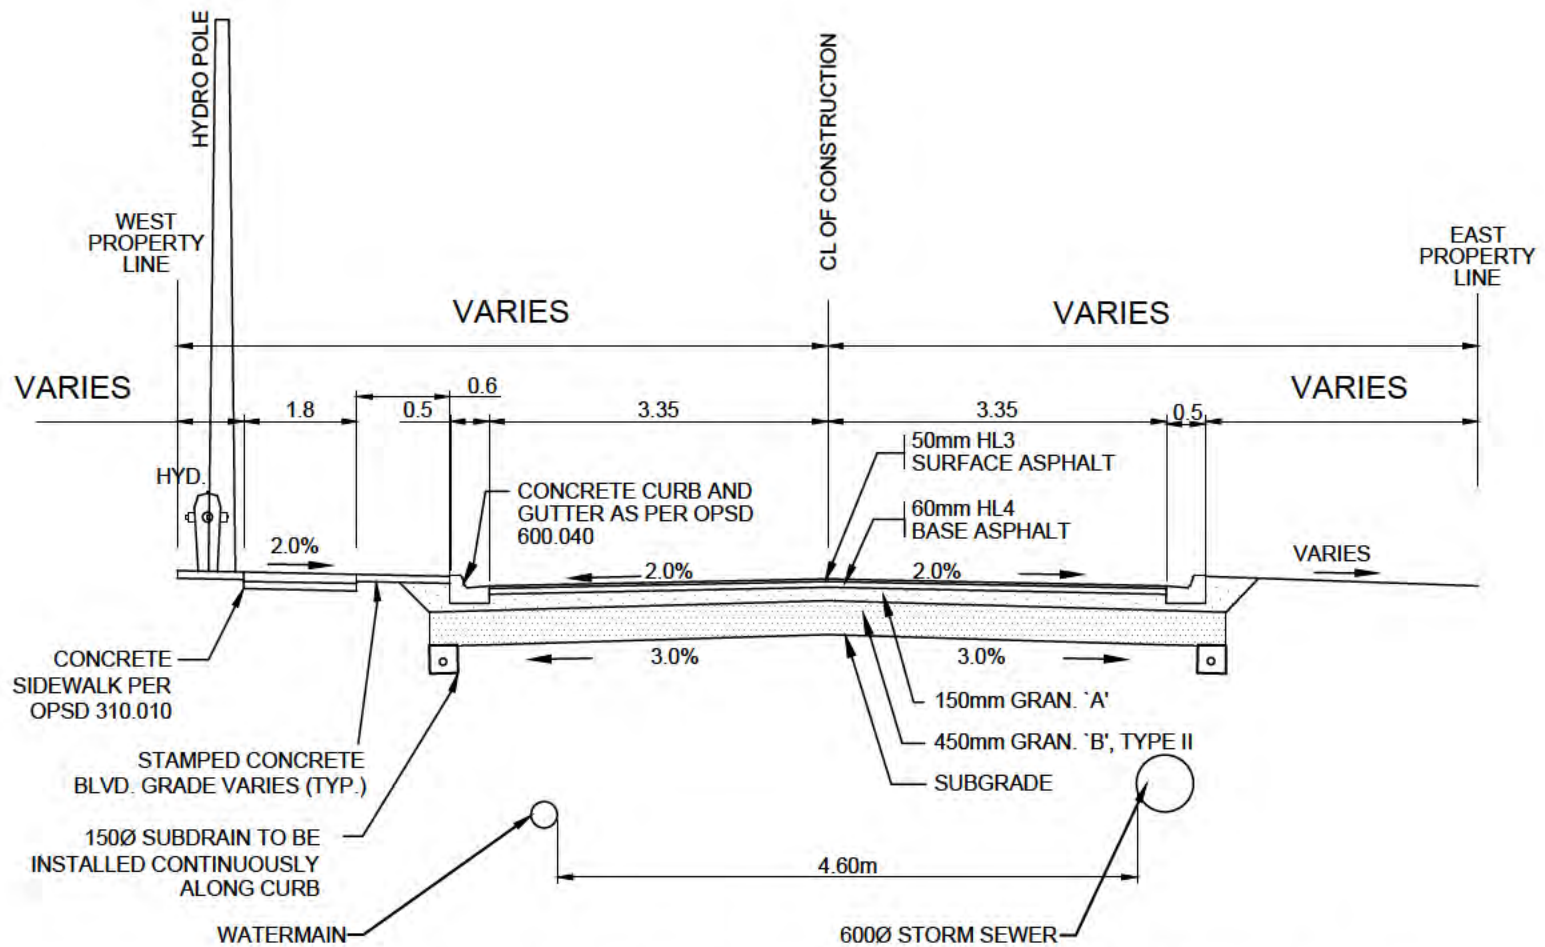 HYDRO POLE
CL OF CONSTRUCTION
WEST
PROPERTY
LINE
EAST
PROPERTY
LINE
VARIES
VARIES
VARIES
VARIES
0.6
1.8
0.5
3.35
3.35
0.5
HYD.
50mm HL3
SURFACE ASPHALT
CONCRETE CURB AND
GUTTER AS PER OPSD
600.040
60mm HL4
BASE ASPHALT
2.0%
2.0%
2.0%
VARIES
3.0%
3.0%
CONCRETE
SIDEWALK PER
OPSD 310.010
150mm GRAN. `A'
450mm GRAN. `B', TYPE II
SUBGRADE
STAMPED CONCRETE
BLVD. GRADE VARIES (TYP.)
150Ø SUBDRAIN TO BE
INSTALLED CONTINUOUSLY
ALONG CURB
4.60m
WATERMAIN
600Ø STORM SEWER